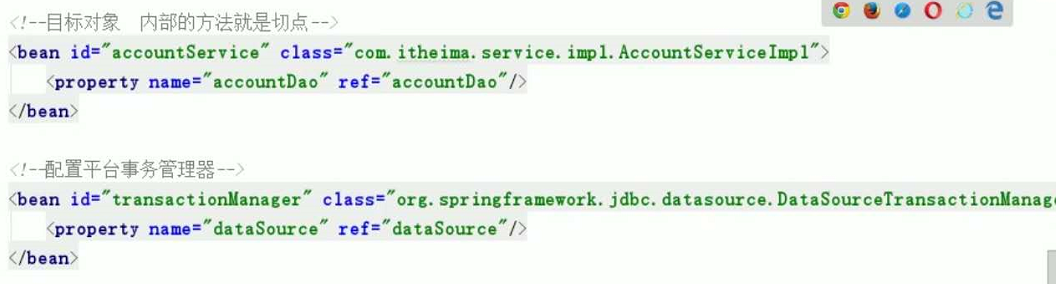 <!--目标对象  内部的方法就是切点-->
<bean id="accountService" class="com.itheima.service.impl.AccountServiceImpl">
    <property name="accountDao" ref="accountDao"/>
</bean>
<!--配置平台事务管理器-->
<bean id="transactionManager" class="org.springframework.jdbc.datasource.DataSourceTransactionManage
    <property name="dataSource" ref="dataSource"/>
</bean>